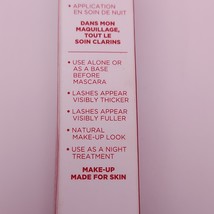 • APPLICATION
EN SOIN DE NUIT
DANS MON
MAQUILLAGE,
TOUT LE
SOIN CLARINS
• USE ALONE OR
AS A BASE
BEFORE
MASCARA
• LASHES APPEAR
VISIBLY THICKER
• LASHES APPEAR
VISIBLY FULLER
• NATURAL
MAKE-UP LOOK
• USE AS A NIGHT
TREATMENT
MAKE-UP
MADE FOR SKIN